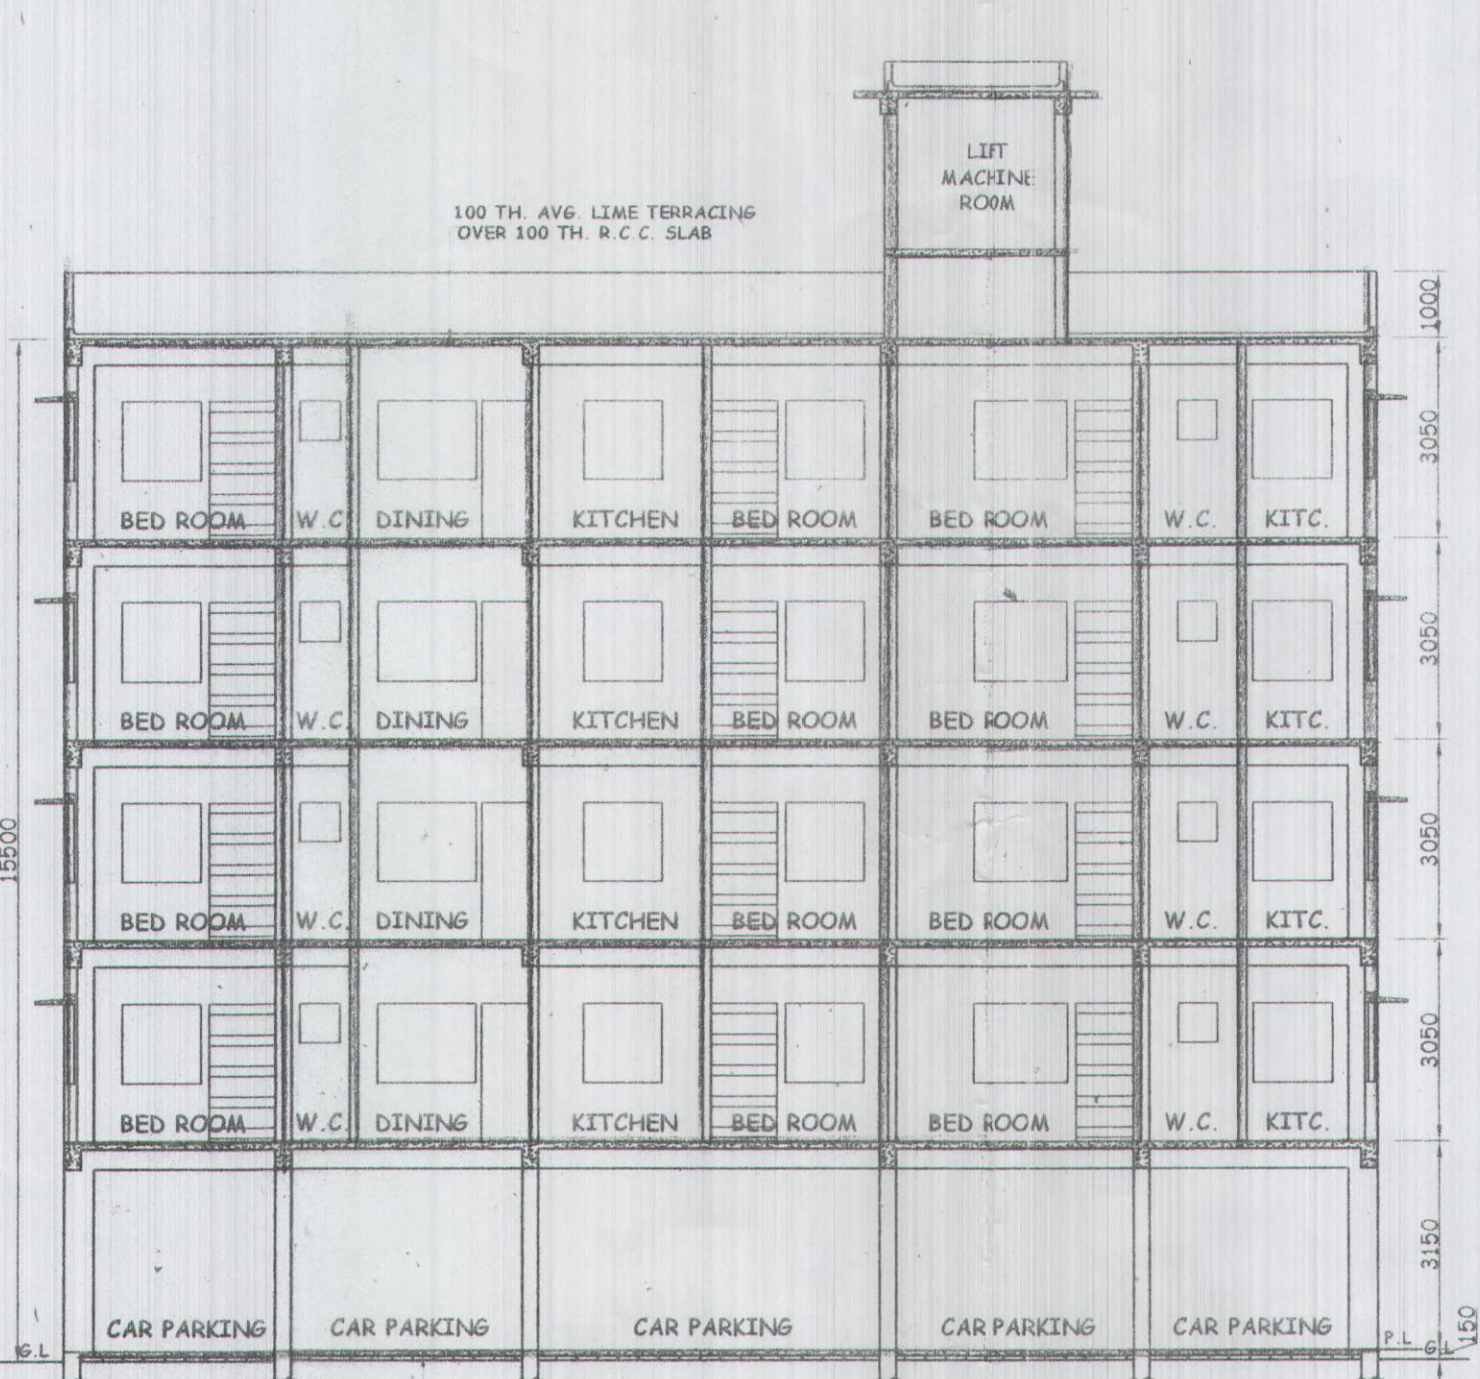 LIFT
MACHINE
ROOM
100 TH. AVG. LIME TERRACING
OVER 100 TH. R.C.C. SLAB
1000
BED ROOM W.C DINING KITCHEN BED ROOM BED ROOM W.C. KITC.
3050
BED ROOM W.C. DINING KITCHEN BED ROOM BED ROOM W.C. KITC.
3050
15500
BED ROOM W.C. DINING KITCHEN BED ROOM BED ROOM W.C. KITC.
3050
BED ROOM W.C. DINING KITCHEN BED ROOM BED ROOM W.C. KITC.
3050
3150
CAR PARKING CAR PARKING CAR PARKING CAR PARKING CAR PARKING
G.L
P.L
G.L
150